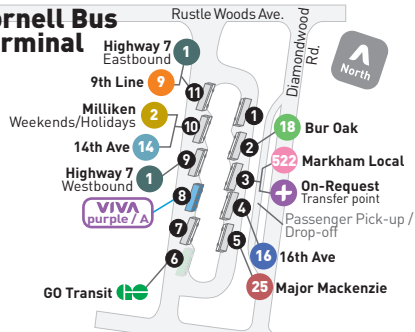 ornell Bus
erminal
Rustle Woods Ave.
Diamondwood
Rd.
North
Highway 7
Eastbound
1
9th Line
9
11
Milliken
Weekends/Holidays
2
10
14th Ave
14
Highway 7
Westbound
1
9
VIVA
purple / A
8
7
6
GO Transit
GO
1
2
18
Bur Oak
3
522
Markham Local
On-Request
Transfer point
4
Passenger Pick-up /
Drop-off
16
16th Ave
5
25
Major Mackenzie